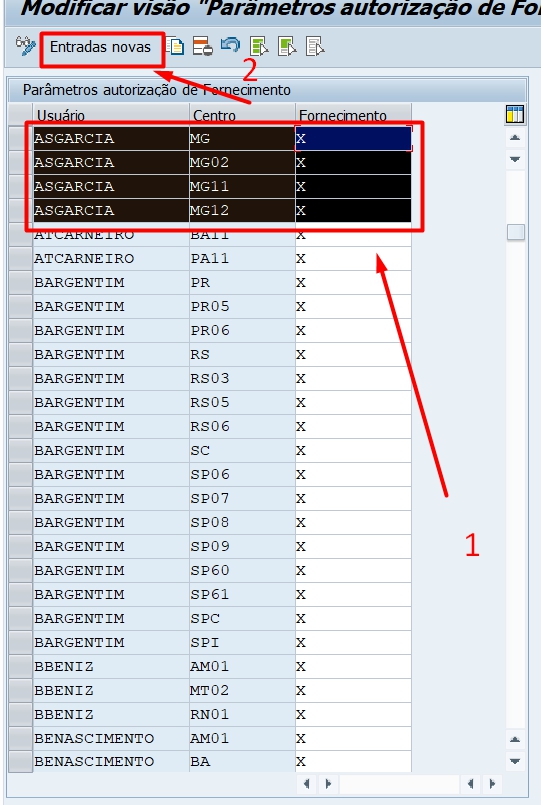 Modificar visão "Parâmetros autorização de For
Entradas novas
2
Parâmetros autorização de Fornecimento
Usuário Centro Fornecimento
ASGARCIA MG X
ASGARCIA MG02 X
ASGARCIA MG11 X
ASGARCIA MG12 X
ATCARNEIRO BA11 X
ATCARNEIRO PA11 X
BARGENTIM PR X
BARGENTIM PR05 X
BARGENTIM PR06 X
BARGENTIM RS X
BARGENTIM RS03 X
BARGENTIM RS05 X
BARGENTIM RS06 X
BARGENTIM SC X
BARGENTIM SP06 X
BARGENTIM SP07 X
BARGENTIM SP08 X
BARGENTIM SP09 X
1
BARGENTIM SP60 X
BARGENTIM SP61 X
BARGENTIM SPC X
BARGENTIM SPI X
BBENIZ AM01 X
BBENIZ MT02 X
BBENIZ RN01 X
BENASCIMENTO AM01 X
BENASCIMENTO BA X